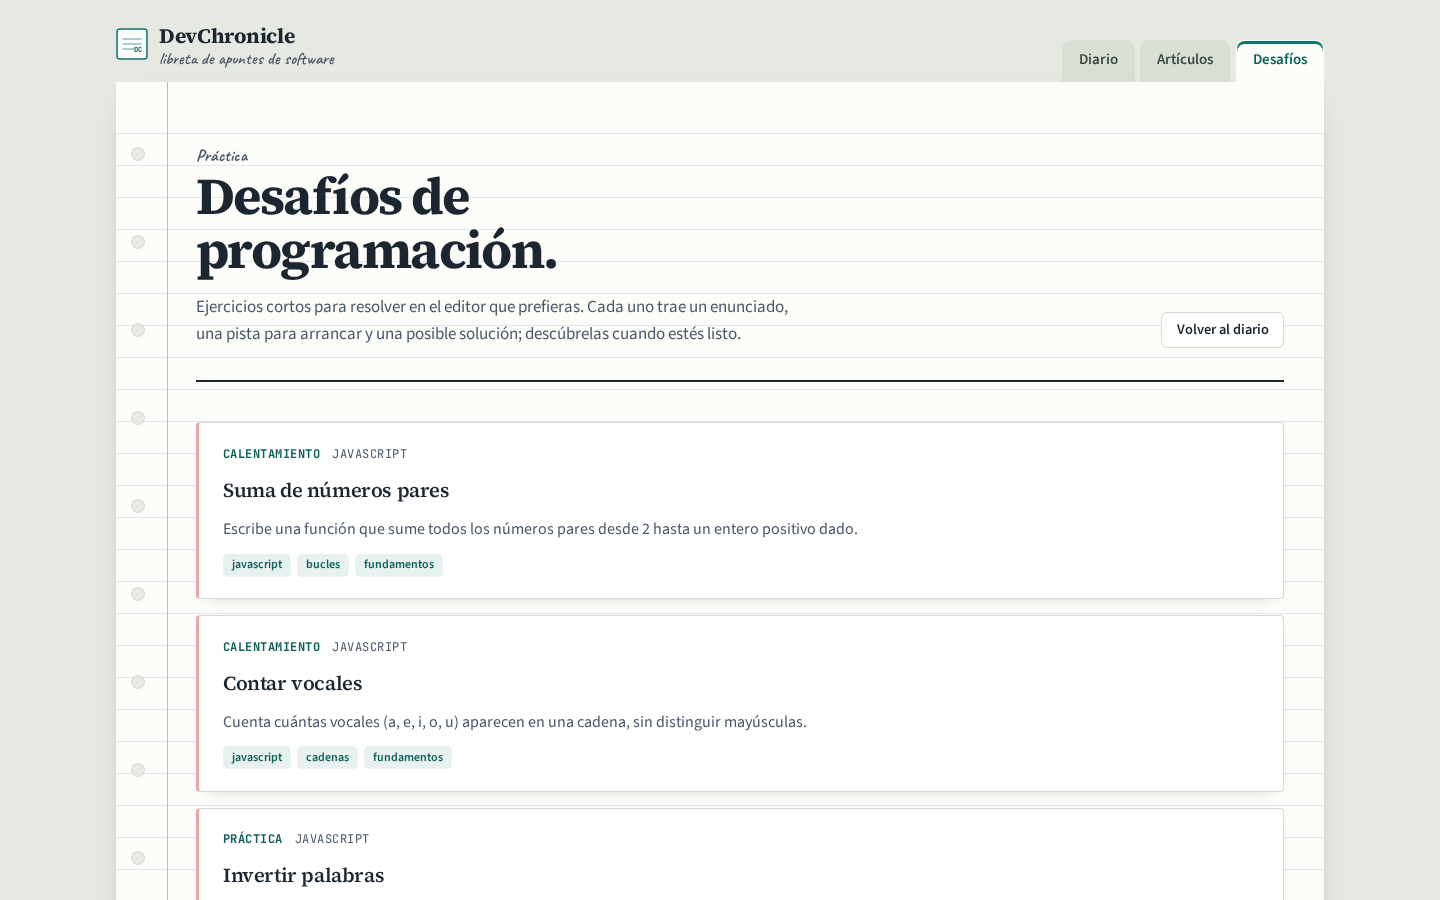 DC
DevChronicle
libreta de apuntes de software
Diario
Artículos
Desafíos
Práctica
Desafíos de
programación.
Ejercicios cortos para resolver en el editor que prefieras. Cada uno trae un enunciado,
una pista para arrancar y una posible solución; descúbrelas cuando estés listo.
Volver al diario
CALENTAMIENTO JAVASCRIPT
Suma de números pares
Escribe una función que sume todos los números pares desde 2 hasta un entero positivo dado.
javascript bucles fundamentos
CALENTAMIENTO JAVASCRIPT
Contar vocales
Cuenta cuántas vocales (a, e, i, o, u) aparecen en una cadena, sin distinguir mayúsculas.
javascript cadenas fundamentos
PRÁCTICA JAVASCRIPT
Invertir palabras